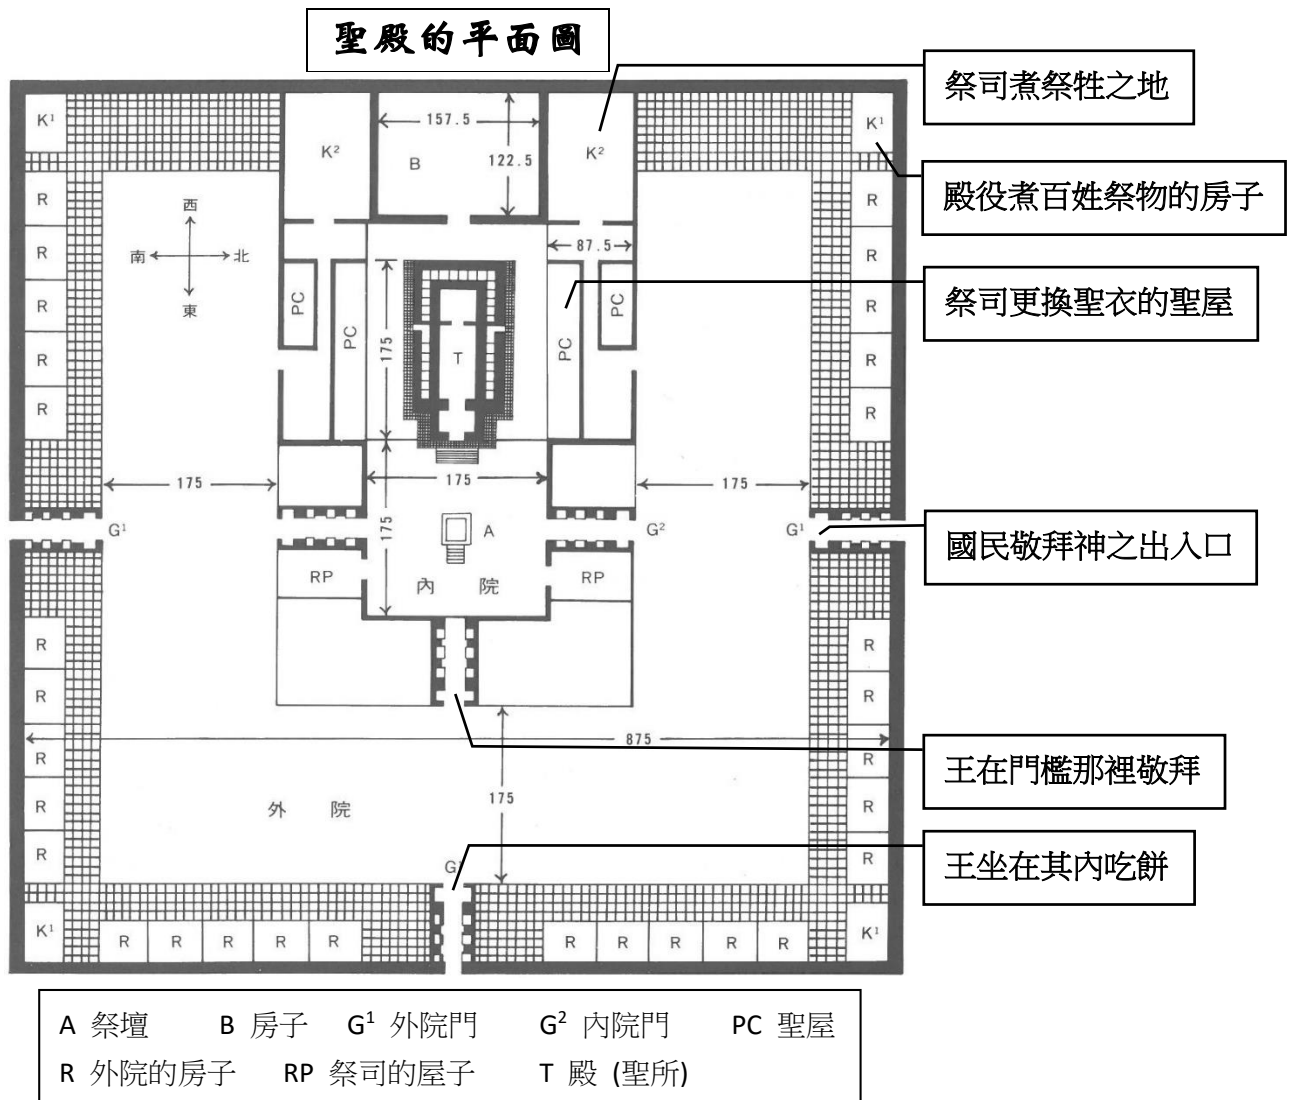 聖殿的平面圖
祭司煮祭牲之地
K¹ K² 157.5 B 122.5 K² K¹
殿役煮百姓祭物的房子
R R
西
南 北
東
87.5
R R
祭司更換聖衣的聖屋
PC PC 175 T PC PC
R R
R R
R R
175 175 175
G¹ 175 A G² G¹
國民敬拜神之出入口
RP 內院 RP
R R
R R
875
王在門檻那裡敬拜
R R
175
R 外院 R
R R
王坐在其內吃餅
G¹
K¹ R R R R R R R R R R K¹
A 祭壇 B 房子 G¹ 外院門 G² 內院門 PC 聖屋
R 外院的房子 RP 祭司的屋子 T 殿 (聖所)